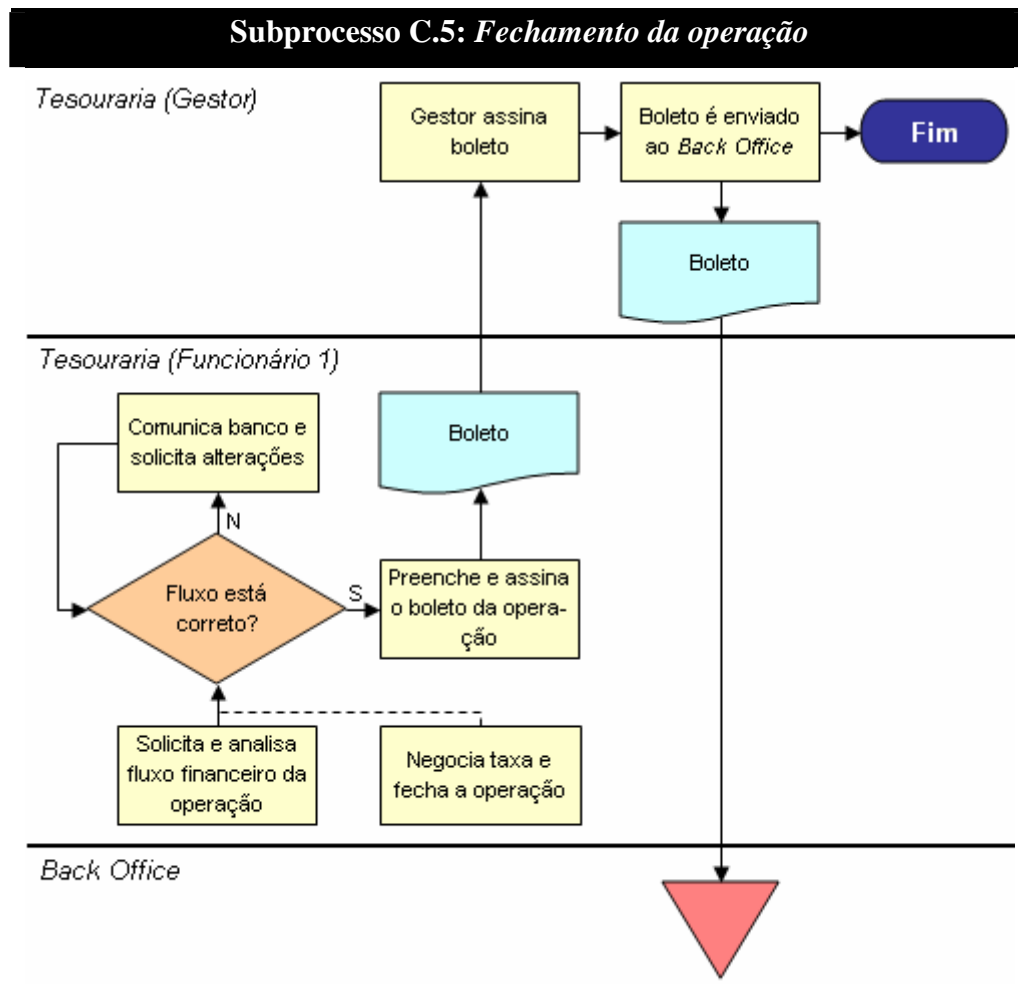 Subprocesso C.5: Fechamento da operação
Tesouraria (Gestor)
Gestor assina
boleto
Boleto é enviado
ao Back Office
Fim
Boleto
Tesouraria (Funcionário 1)
Comunica banco e
solicita alterações
Boleto
N
Fluxo está
correto?
S
Preenche e assina
o boleto da opera-
ção
Solicita e analisa
fluxo financeiro da
operação
Negocia taxa e
fecha a operação
Back Office